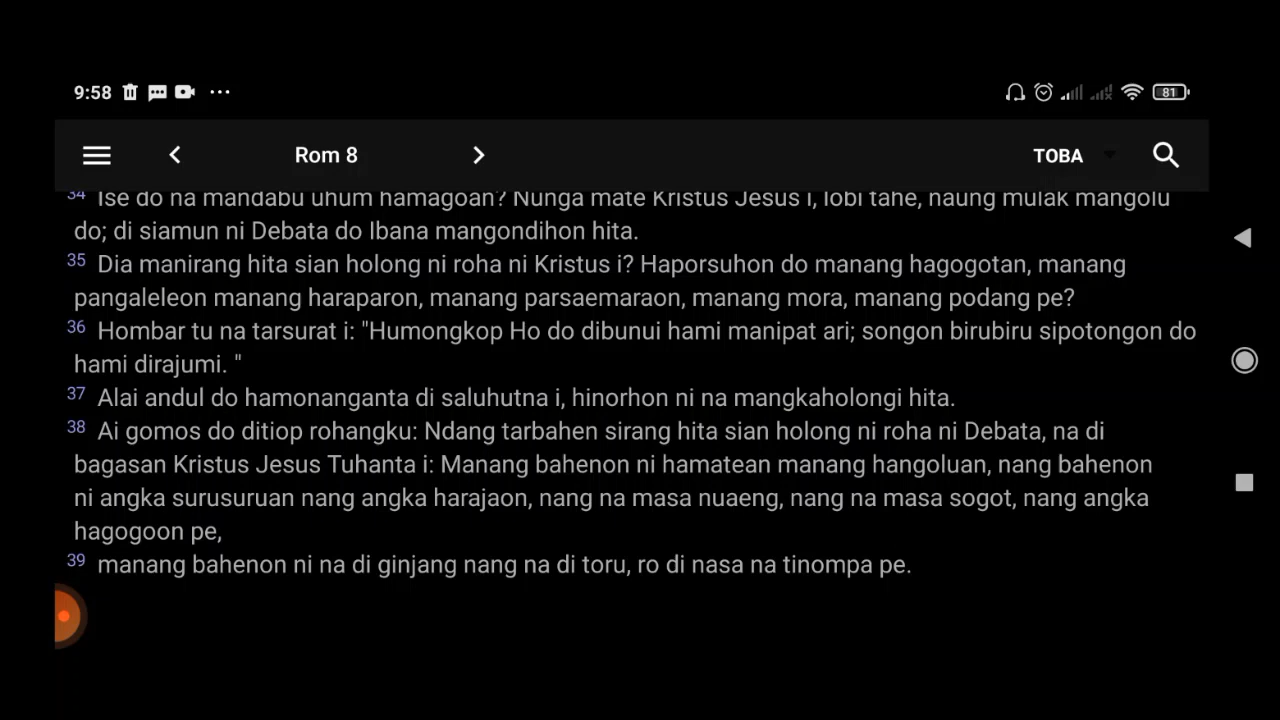 9:58
81
Rom 8
TOBA
34 Ise do na mandabu uhum hamagoan? Nunga mate Kristus Jesus i, lobi tahe, naung mulak mangolu
do; di siamun ni Debata do Ibana mangondihon hita.
35 Dia manirang hita sian holong ni roha ni Kristus i? Haporsuhon do manang hagogotan, manang
pangaleleon manang haraparon, manang parsaemaraon, manang mora, manang podang pe?
36 Hombar tu na tarsurat i: "Humongkop Ho do dibunui hami manipat ari; songon birubiru sipotongon do
hami dirajumi. "
37 Alai andul do hamonanganta di saluhutna i, hinorhon ni na mangkaholongi hita.
38 Ai gomos do ditiop rohangku: Ndang tarbahen sirang hita sian holong ni roha ni Debata, na di
bagasan Kristus Jesus Tuhanta i: Manang bahenon ni hamatean manang hangoluan, nang bahenon
ni angka surusuruan nang angka harajaon, nang na masa nuaeng, nang na masa sogot, nang angka
hagogoon pe,
39 manang bahenon ni na di ginjang nang na di toru, ro di nasa na tinompa pe.